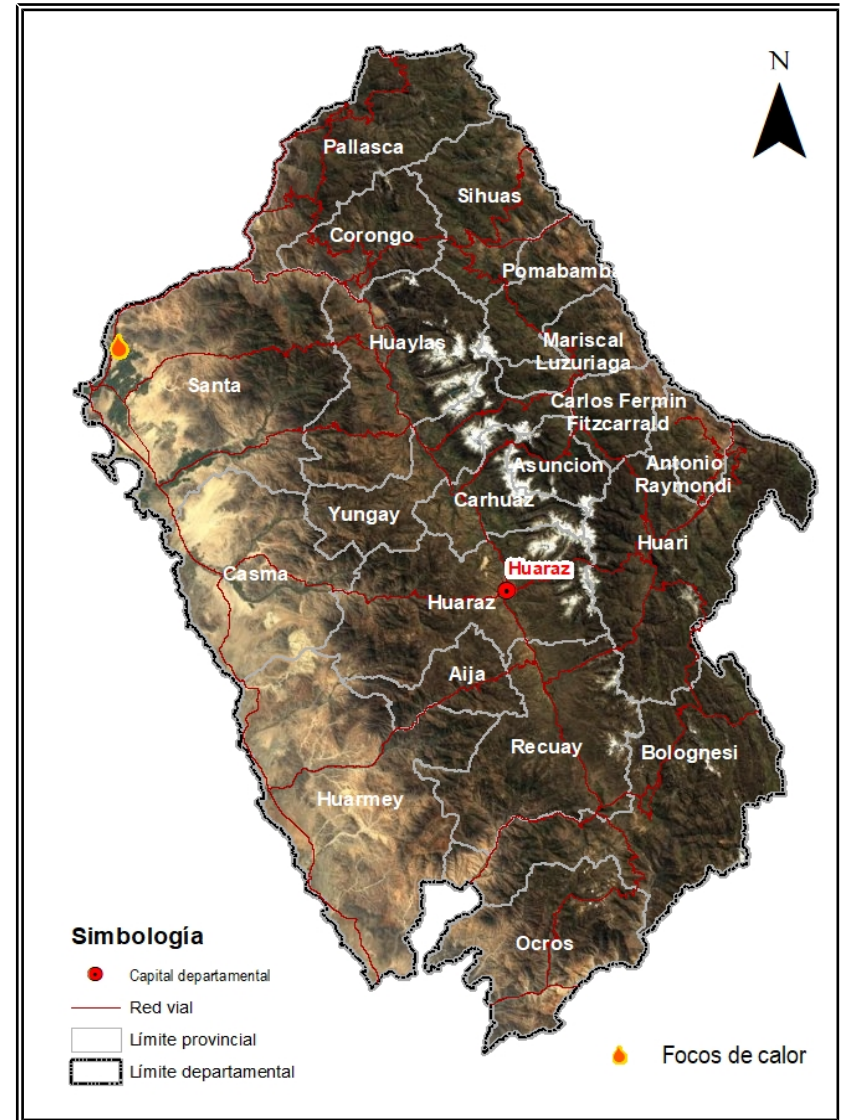 N
Pallasca
Sihuas
Corongo
Pomabamb
Huaylas
Mariscal
Luzuriaga
Santa
Carlos Fermin
Fitzcarrald
Asuncion
Antonio
Raymondi
Carhuaz
Yungay
Huari
Casma
Huaraz
Huaraz
Aija
Recuay
Bolognesi
Huarmey
Ocros
Simbología
Capital departamental
Red vial
Límite provincial
Límite departamental
Focos de calor